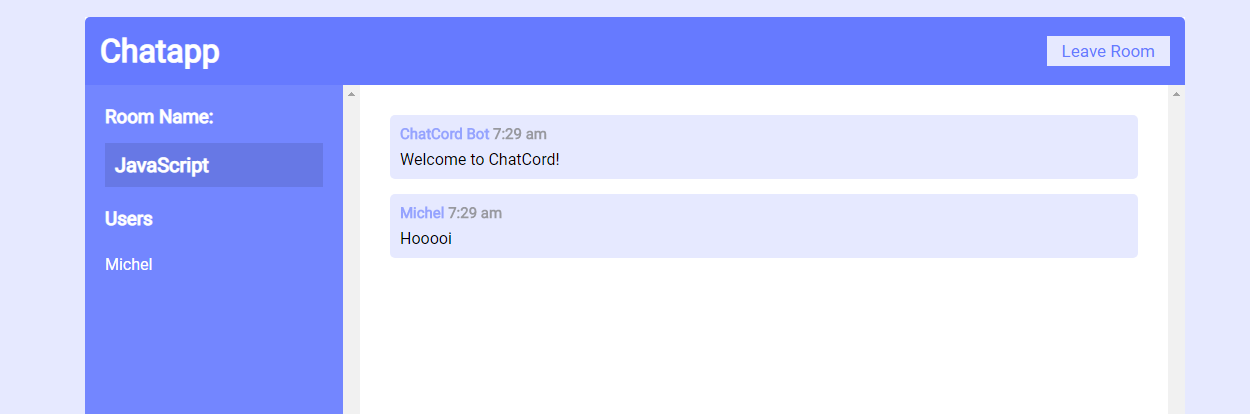 Chatapp
Leave Room
Room Name:
JavaScript
Users
Michel
ChatCord Bot 7:29 am
Welcome to ChatCord!
Michel 7:29 am
Hooooi